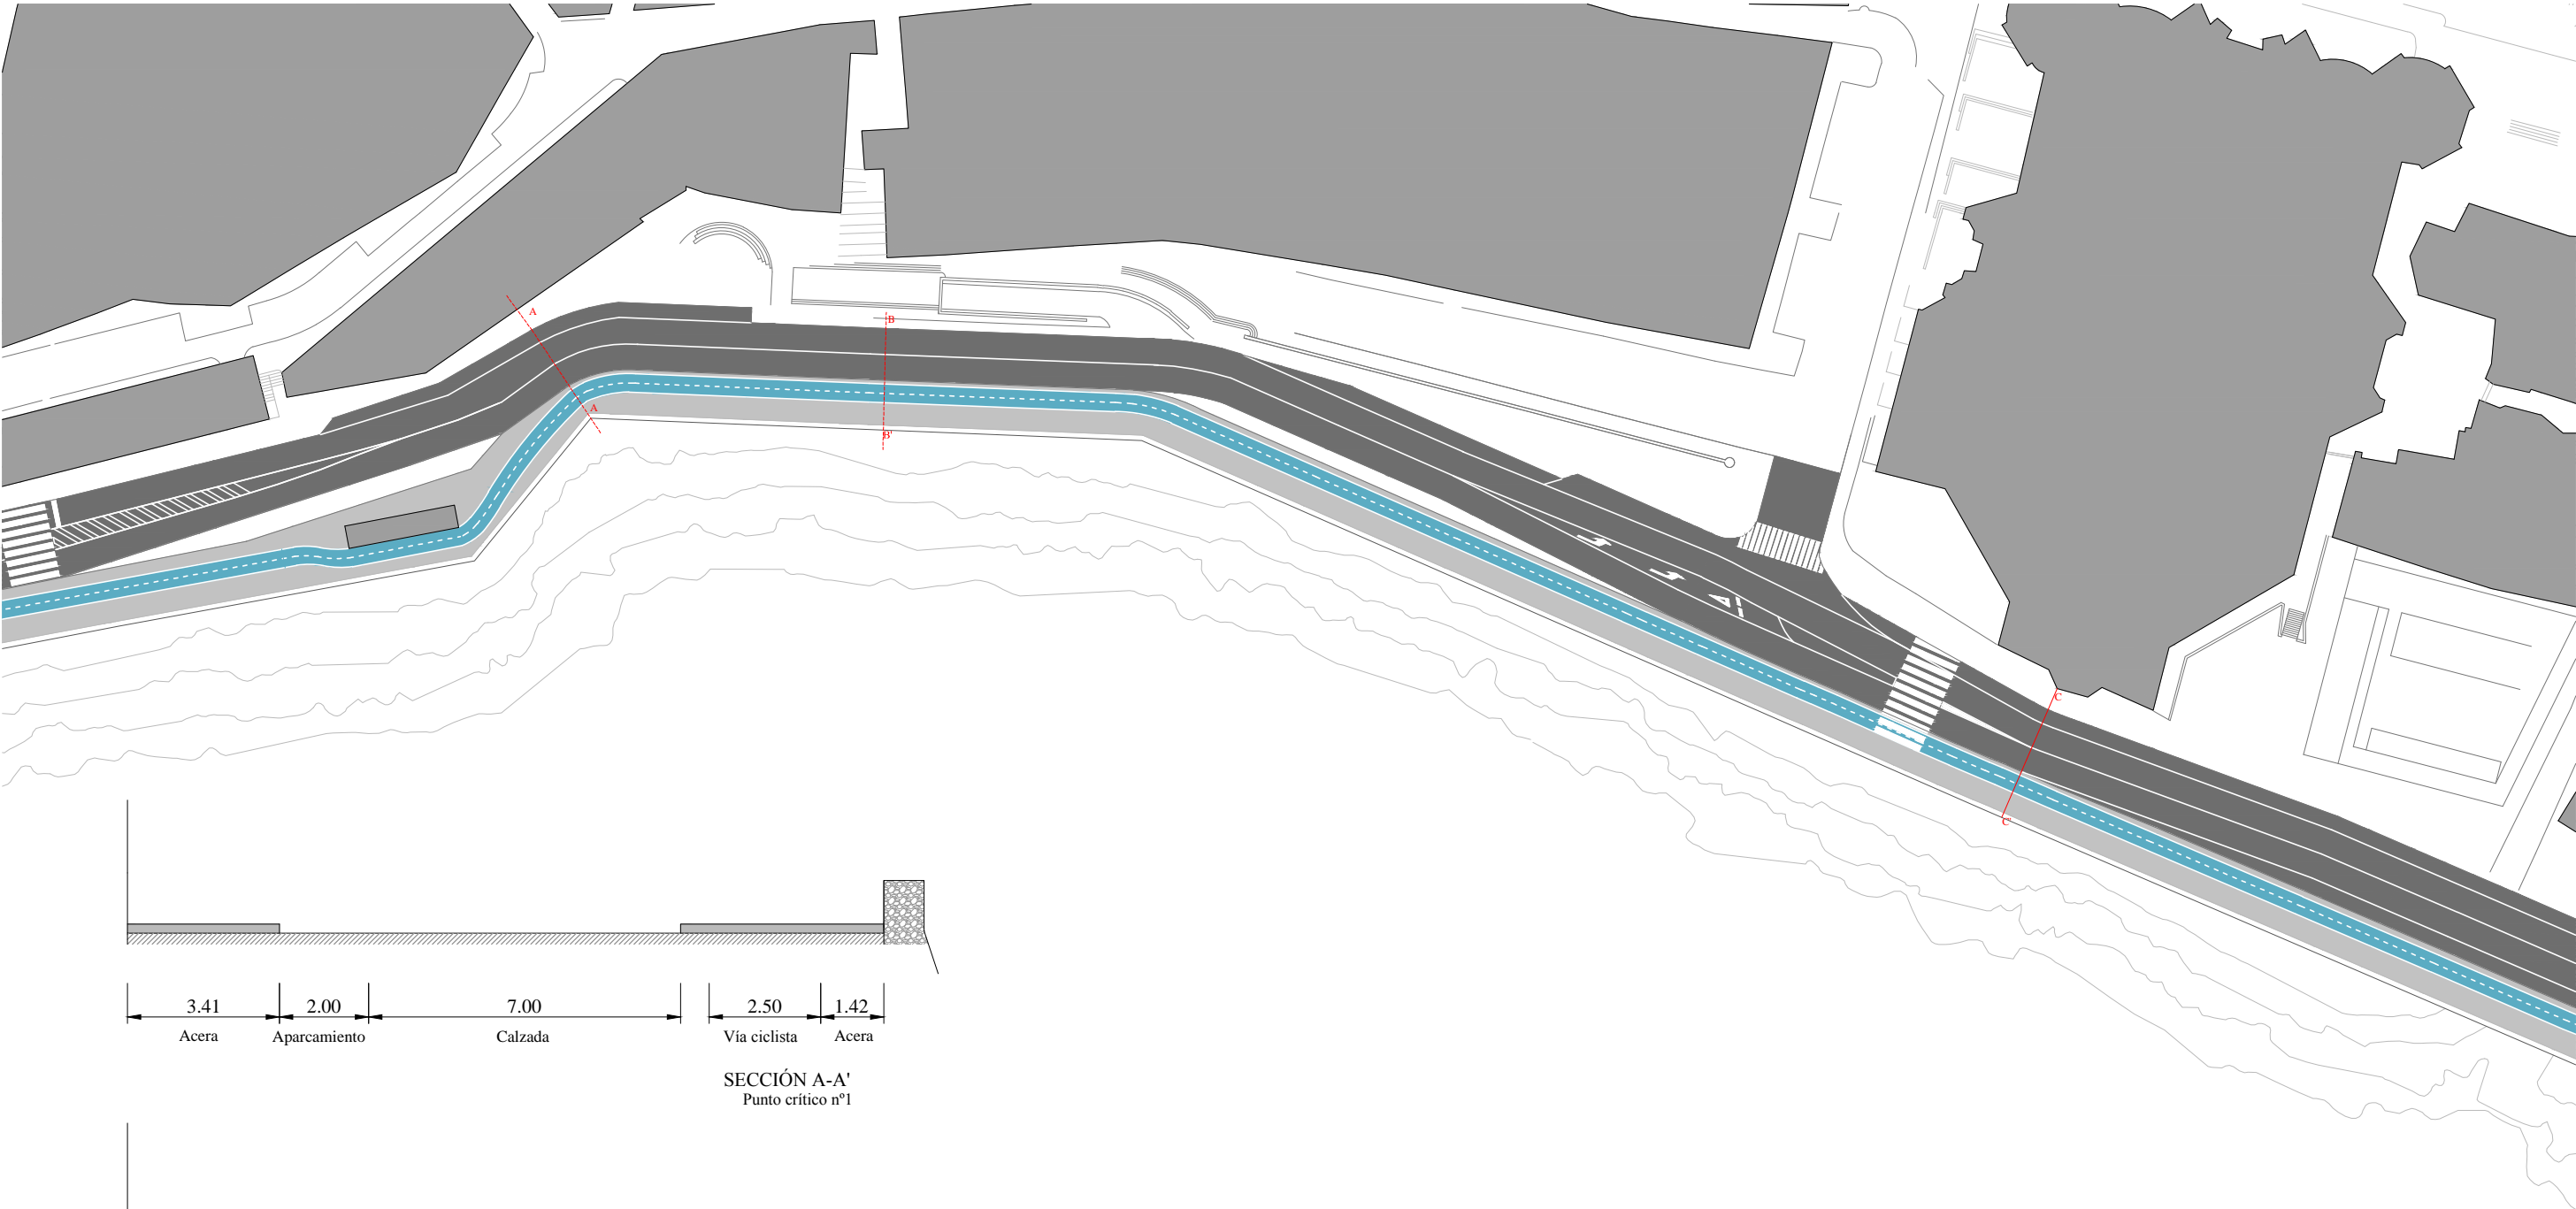 A
B
A
B'
C
C'
3.41
2.00
7.00
2.50
1.42
Acera
Aparcamiento
Calzada
Vía ciclista
Acera
SECCIÓN A-A'
Punto crítico nº1